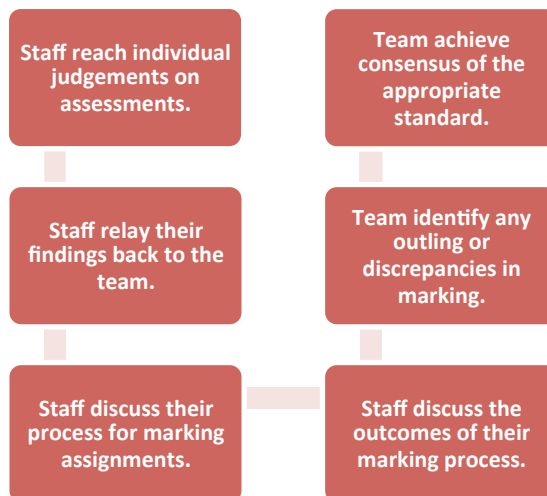 Staff reach individual
judgements on
assessments.
Staff relay their
findings back to the
team.
Staff discuss their
process for marking
assignments.
Staff discuss the
outcomes of their
marking process.
Team identify any
outling or
discrepancies in
marking.
Team achieve
consensus of the
appropriate
standard.